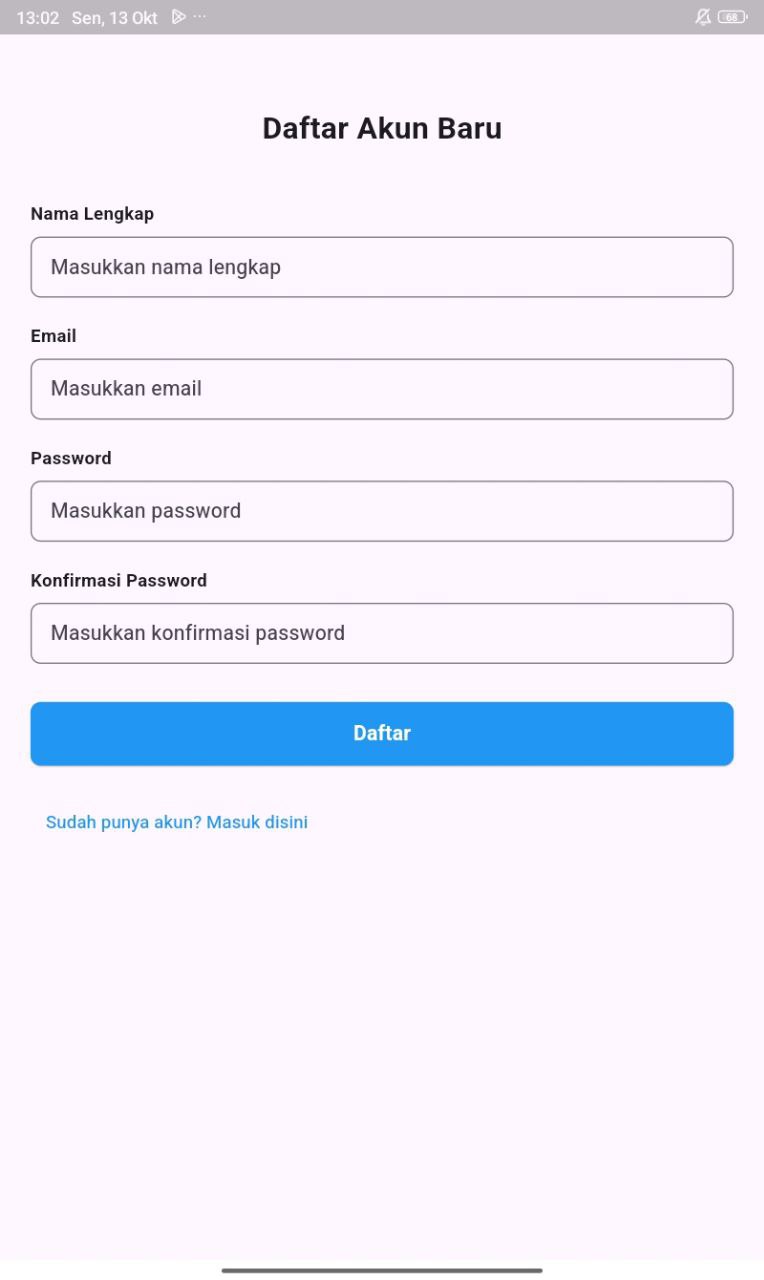 13:02 Sen, 13 Okt ...
68
Daftar Akun Baru
Nama Lengkap
Masukkan nama lengkap
Email
Masukkan email
Password
Masukkan password
Konfirmasi Password
Masukkan konfirmasi password
Daftar
Sudah punya akun? Masuk disini